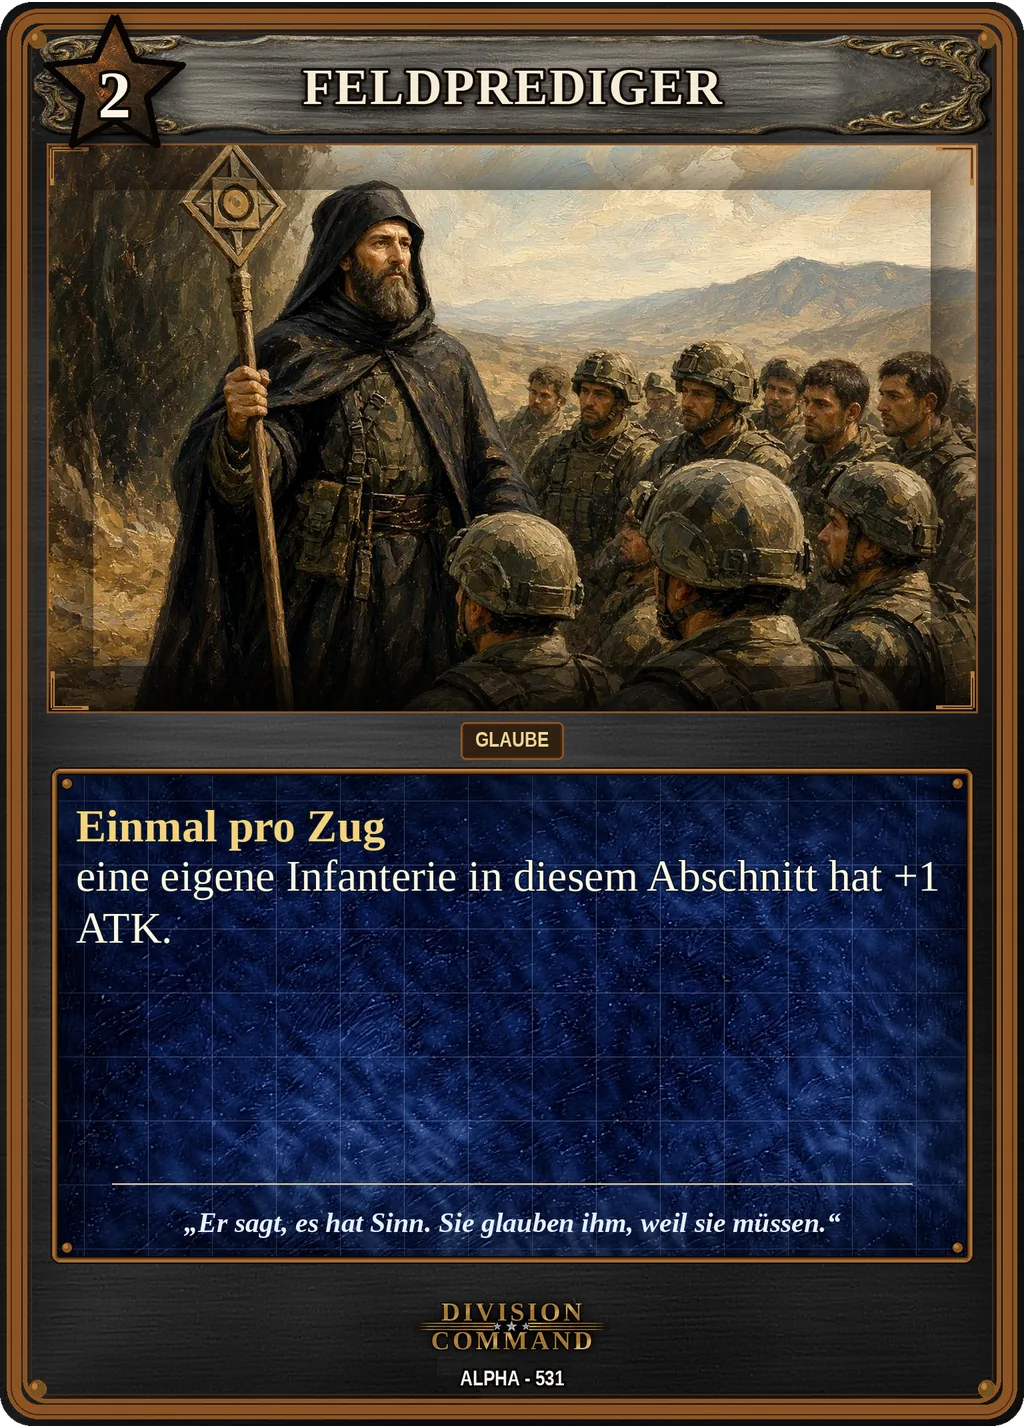 2
FELDPREDIGER
GLAUBE
Einmal pro Zug
eine eigene Infanterie in diesem Abschnitt hat +1
ATK.
„Er sagt, es hat Sinn. Sie glauben ihm, weil sie müssen.“
DIVISION
COMMAND
ALPHA - 531